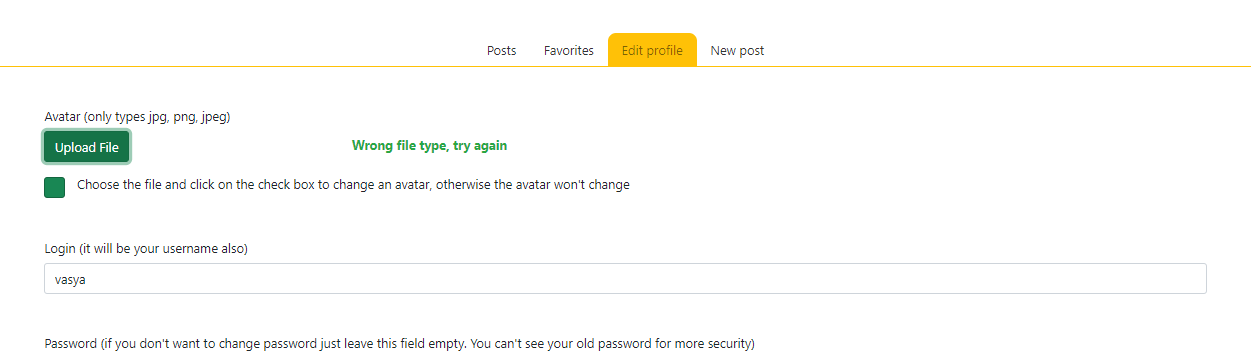 Posts Favorites Edit profile New post
Avatar (only types jpg, png, jpeg)
Upload File Wrong file type, try again
Choose the file and click on the check box to change an avatar, otherwise the avatar won't change
Login (it will be your username also)
vasya
Password (if you don't want to change password just leave this field empty. You can't see your old password for more security)